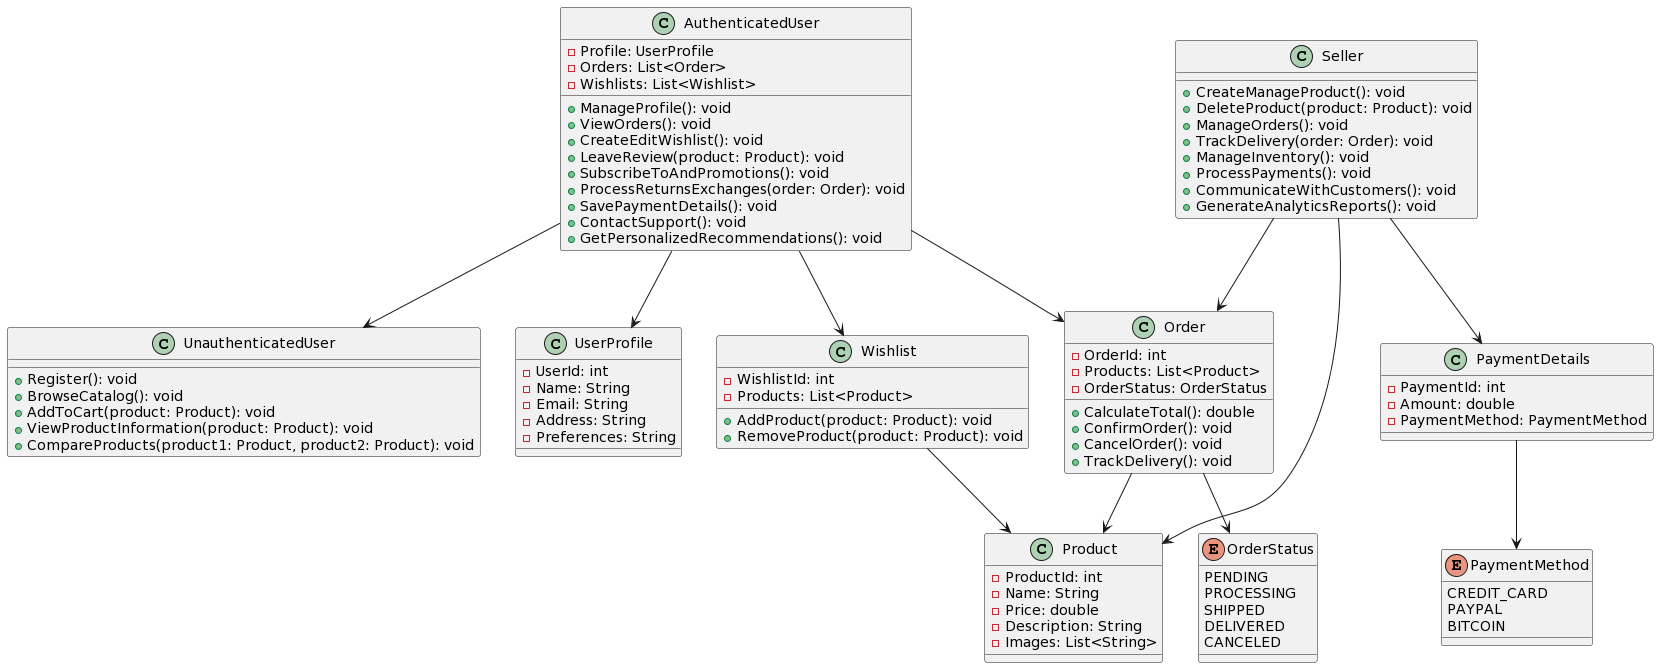 C AuthenticatedUser
Profile: UserProfile
Orders: List<Order>
Wishlists: List<Wishlist>
ManageProfile(): void
ViewOrders(): void
CreateEditWishlist(): void
LeaveReview(product: Product): void
SubscribeToAndPromotions(): void
ProcessReturnsExchanges(order: Order): void
SavePaymentDetails(): void
ContactSupport(): void
GetPersonalizedRecommendations(): void
C Seller
CreateManageProduct(): void
DeleteProduct(product: Product): void
ManageOrders(): void
TrackDelivery(order: Order): void
ManageInventory(): void
ProcessPayments(): void
CommunicateWithCustomers(): void
GenerateAnalyticsReports(): void
C UnauthenticatedUser
Register(): void
BrowseCatalog(): void
AddToCart(product: Product): void
ViewProductInformation(product: Product): void
CompareProducts(product1: Product, product2: Product): void
C UserProfile
UserId: int
Name: String
Email: String
Address: String
Preferences: String
C Wishlist
WishlistId: int
Products: List<Product>
AddProduct(product: Product): void
RemoveProduct(product: Product): void
C Order
OrderId: int
Products: List<Product>
OrderStatus: OrderStatus
CalculateTotal(): double
ConfirmOrder(): void
CancelOrder(): void
TrackDelivery(): void
C PaymentDetails
PaymentId: int
Amount: double
PaymentMethod: PaymentMethod
C Product
ProductId: int
Name: String
Price: double
Description: String
Images: List<String>
E OrderStatus
PENDING
PROCESSING
SHIPPED
DELIVERED
CANCELED
E PaymentMethod
CREDIT_CARD
PAYPAL
BITCOIN